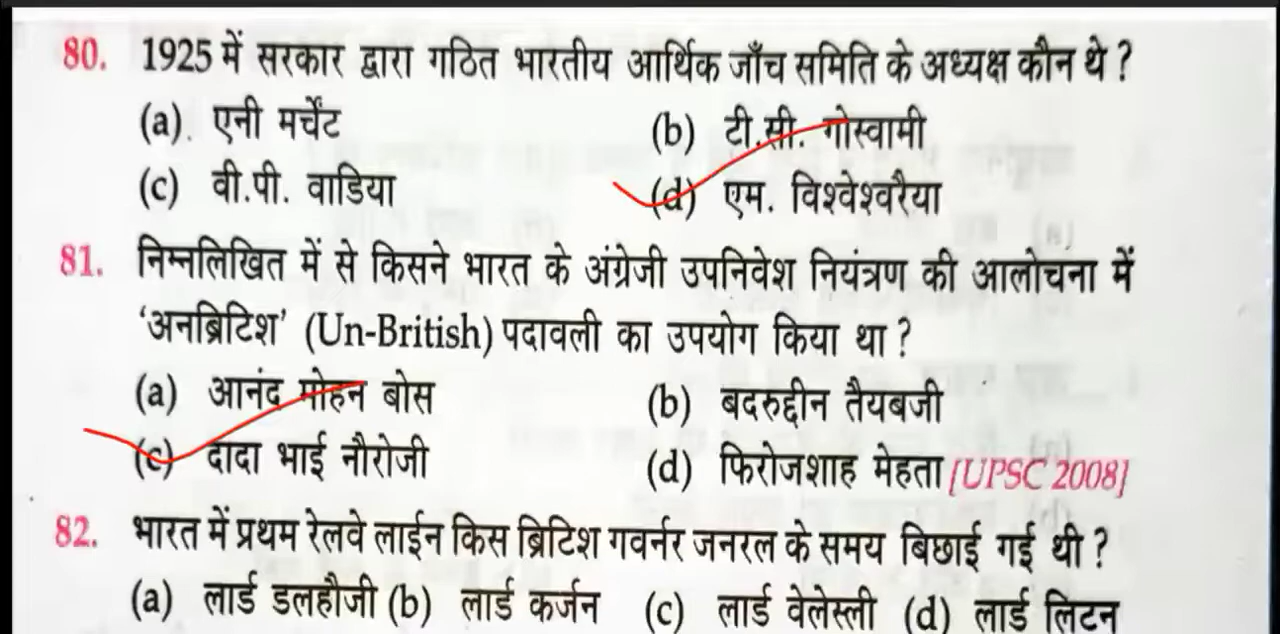 80. 1925 में सरकार द्वारा गठित भारतीय आर्थिक जाँच समिति के अध्यक्ष कौन थे ?
(a). एनी मर्चेंट (b) टी.सी. गोस्वामी
(c) वी.पी. वाडिया (d) एम. विश्वेश्वरैया
81. निम्नलिखित में से किसने भारत के अंग्रेजी उपनिवेश नियंत्रण की आलोचना में
‘अनब्रिटिश’ (Un-British) पदावली का उपयोग किया था ?
(a) आनंद मोहन बोस (b) बदरुद्दीन तैयबजी
(c) दादा भाई नौरोजी (d) फिरोजशाह मेहता [UPSC 2008]
82. भारत में प्रथम रेलवे लाईन किस ब्रिटिश गवर्नर जनरल के समय बिछाई गई थी ?
(a) लार्ड डलहौजी (b) लार्ड कर्जन (c) लार्ड वेलेस्ली (d) लार्ड लिटन